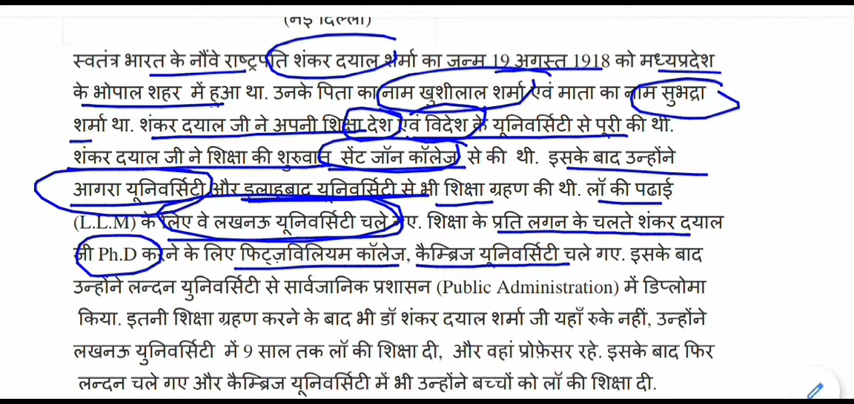 (नई दिल्ली)
स्वतंत्र भारत के नौंवे राष्ट्रपति शंकर दयाल शर्मा का जन्म 19 अगस्त 1918 को मध्यप्रदेश
के भोपाल शहर में हुआ था. उनके पिता का नाम खुशीलाल शर्मा एवं माता का नाम सुभद्रा
शर्मा था. शंकर दयाल जी ने अपनी शिक्षा देश एवं विदेश के यूनिवर्सिटी से पूरी की थी.
शंकर दयाल जी ने शिक्षा की शुरुवात सेंट जॉन कॉलेज से की थी. इसके बाद उन्होंने
आगरा यूनिवर्सिटी और इलाहबाद यूनिवर्सिटी से भी शिक्षा ग्रहण की थी. लॉ की पढाई
(L.L.M) के लिए वे लखनऊ यूनिवर्सिटी चले गए. शिक्षा के प्रति लगन के चलते शंकर दयाल
जी Ph.D करने के लिए फिट्ज़विलियम कॉलेज, कैम्ब्रिज यूनिवर्सिटी चले गए. इसके बाद
उन्होंने लन्दन युनिवर्सिटी से सार्वजानिक प्रशासन (Public Administration) में डिप्लोमा
किया. इतनी शिक्षा ग्रहण करने के बाद भी डॉ शंकर दयाल शर्मा जी यहाँ रुके नहीं, उन्होंने
लखनऊ युनिवर्सिटी में 9 साल तक लॉ की शिक्षा दी, और वहां प्रोफ़ेसर रहे. इसके बाद फिर
लन्दन चले गए और कैम्ब्रिज यूनिवर्सिटी में भी उन्होंने बच्चों को लॉ की शिक्षा दी.